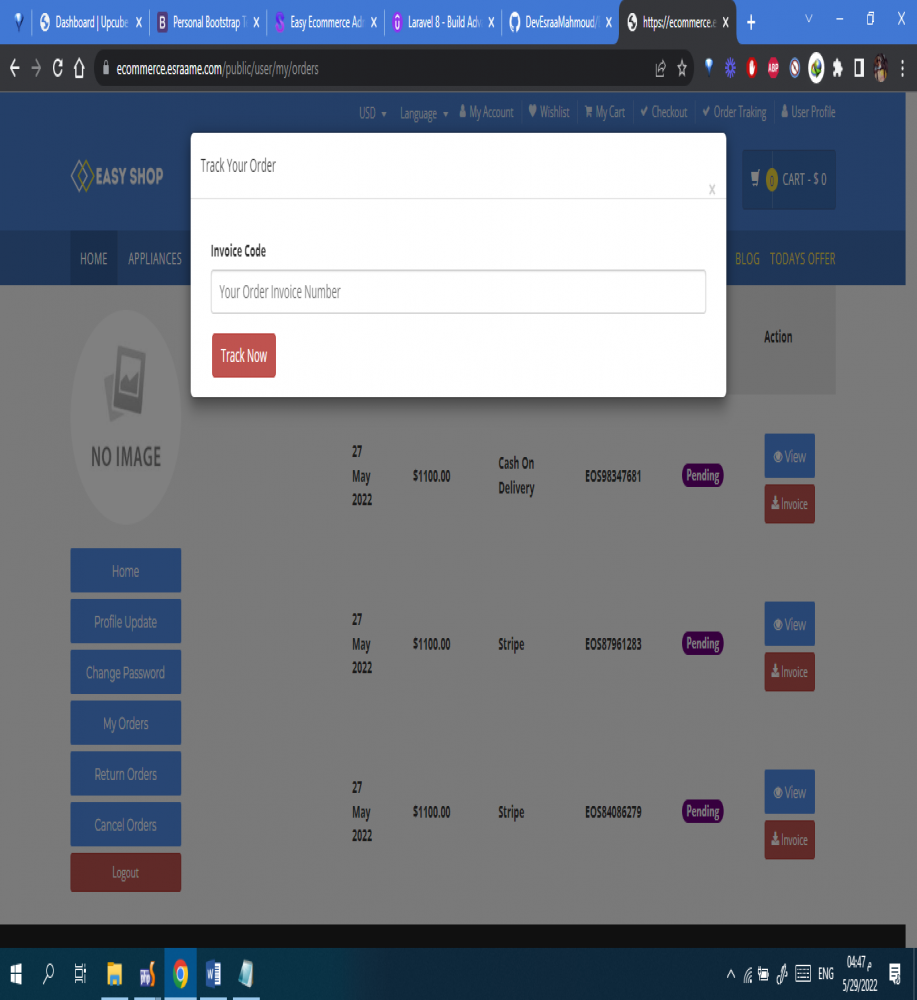 Dashboard | Upcube
Personal Bootstrap T
Easy Ecommerce Ad
Laravel 8 - Build Adv
DevEsraaMahmoud/
https://ecommerce.e
ecommerce.esraame.com/public/user/my/orders
ABP
USD Language My Account Wishlist My Cart Checkout Order Traking User Profile
Track Your Order
x
EASY SHOP
0 CART - $ 0
HOME APPLIANCES BLOG TODAYS OFFER
Invoice Code
Your Order Invoice Number
Track Now
Action
NO IMAGE
27
May
2022
$1100.00
Cash On
Delivery
EOS98347681
Pending
View
Invoice
27
May
2022
$1100.00
Stripe
EOS87961283
Pending
View
Invoice
27
May
2022
$1100.00
Stripe
EOS84086279
Pending
View
Invoice
Home
Profile Update
Change Password
My Orders
Return Orders
Cancel Orders
Logout
ENG
04:47 م
5/29/2022